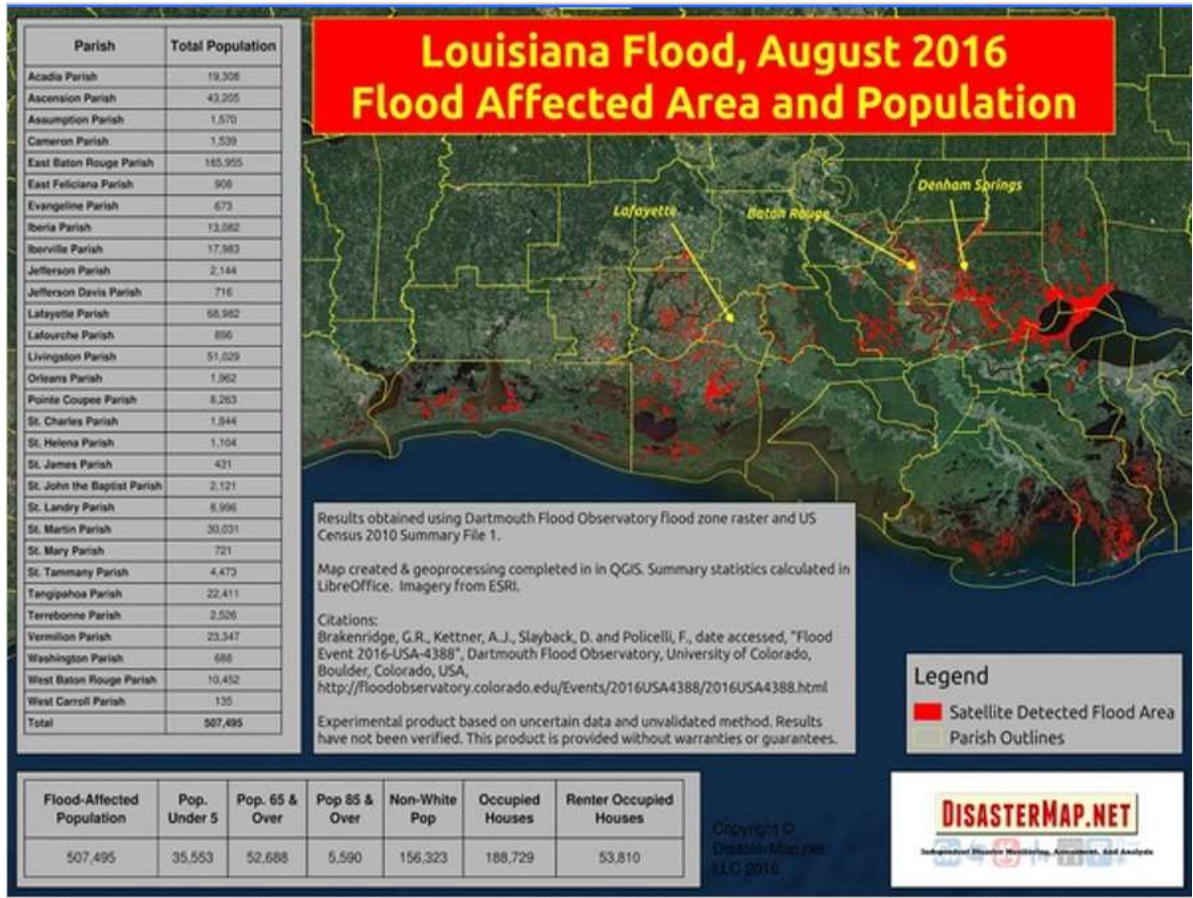 Louisiana Flood, August 2016
Flood Affected Area and Population
Parish Total Population
Acadia Parish 19,308
Ascension Parish 43,205
Assumption Parish 1,570
Cameron Parish 1,539
East Baton Rouge Parish 165,955
East Feliciana Parish 908
Evangeline Parish 673
Iberia Parish 13,082
Iberville Parish 17,983
Jefferson Parish 2,144
Jefferson Davis Parish 716
Lafayette Parish 68,982
Lafourche Parish 896
Livingston Parish 51,029
Orleans Parish 1,962
Pointe Coupee Parish 8,263
St. Charles Parish 1,844
St. Helena Parish 1,104
St. James Parish 431
St. John the Baptist Parish 2,121
St. Landry Parish 8,996
St. Martin Parish 30,031
St. Mary Parish 721
St. Tammany Parish 4,473
Tangipahoa Parish 22,411
Terrebonne Parish 2,526
Vermilion Parish 23,347
Washington Parish 688
West Baton Rouge Parish 10,452
West Carroll Parish 135
Total 507,495
Lafayette
Baton Rouge
Denham Springs
Results obtained using Dartmouth Flood Observatory flood zone raster and US
Census 2010 Summary File 1.
Map created & geoprocessing completed in in QGIS. Summary statistics calculated in
LibreOffice. Imagery from ESRI.
Citations:
Brakenridge, G.R., Kettner, A.J., Slayback, D. and Policelli, F., date accessed, "Flood
Event 2016-USA-4388", Dartmouth Flood Observatory, University of Colorado,
Boulder, Colorado, USA,
http://floodobservatory.colorado.edu/Events/2016USA4388/2016USA4388.html
Experimental product based on uncertain data and unvalidated method. Results
have not been verified. This product is provided without warranties or guarantees.
Legend
Satellite Detected Flood Area
Parish Outlines
Flood-Affected Population Pop. Under 5 Pop. 65 & Over Pop 85 & Over Non-White Pop Occupied Houses Renter Occupied Houses
507,495 35,553 52,688 5,590 156,323 188,729 53,810
Copyright ©
DisasterMap.net,
LLC 2016
DISASTERMAP.NET
Independent Disaster Monitoring, Assessment, And Analysis